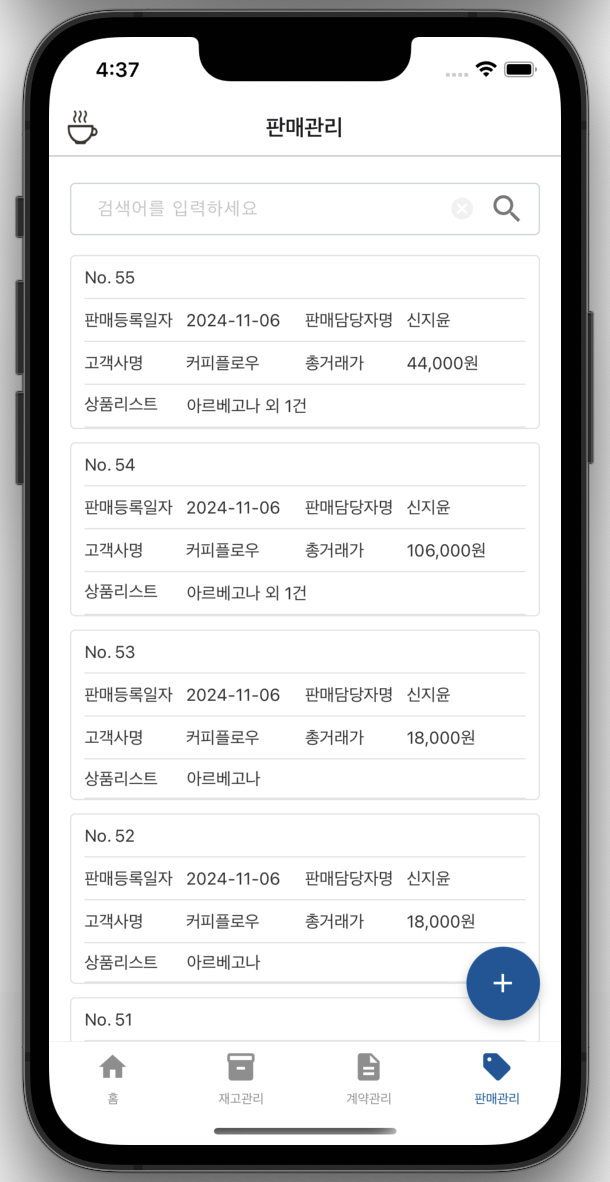 4:37
판매관리
검색어를 입력하세요
No. 55
판매등록일자 2024-11-06 판매담당자명 신지윤
고객사명 커피플로우 총거래가 44,000원
상품리스트 아르베고나 외 1건
No. 54
판매등록일자 2024-11-06 판매담당자명 신지윤
고객사명 커피플로우 총거래가 106,000원
상품리스트 아르베고나 외 1건
No. 53
판매등록일자 2024-11-06 판매담당자명 신지윤
고객사명 커피플로우 총거래가 18,000원
상품리스트 아르베고나
No. 52
판매등록일자 2024-11-06 판매담당자명 신지윤
고객사명 커피플로우 총거래가 18,000원
상품리스트 아르베고나
No. 51
홈 재고관리 계약관리 판매관리